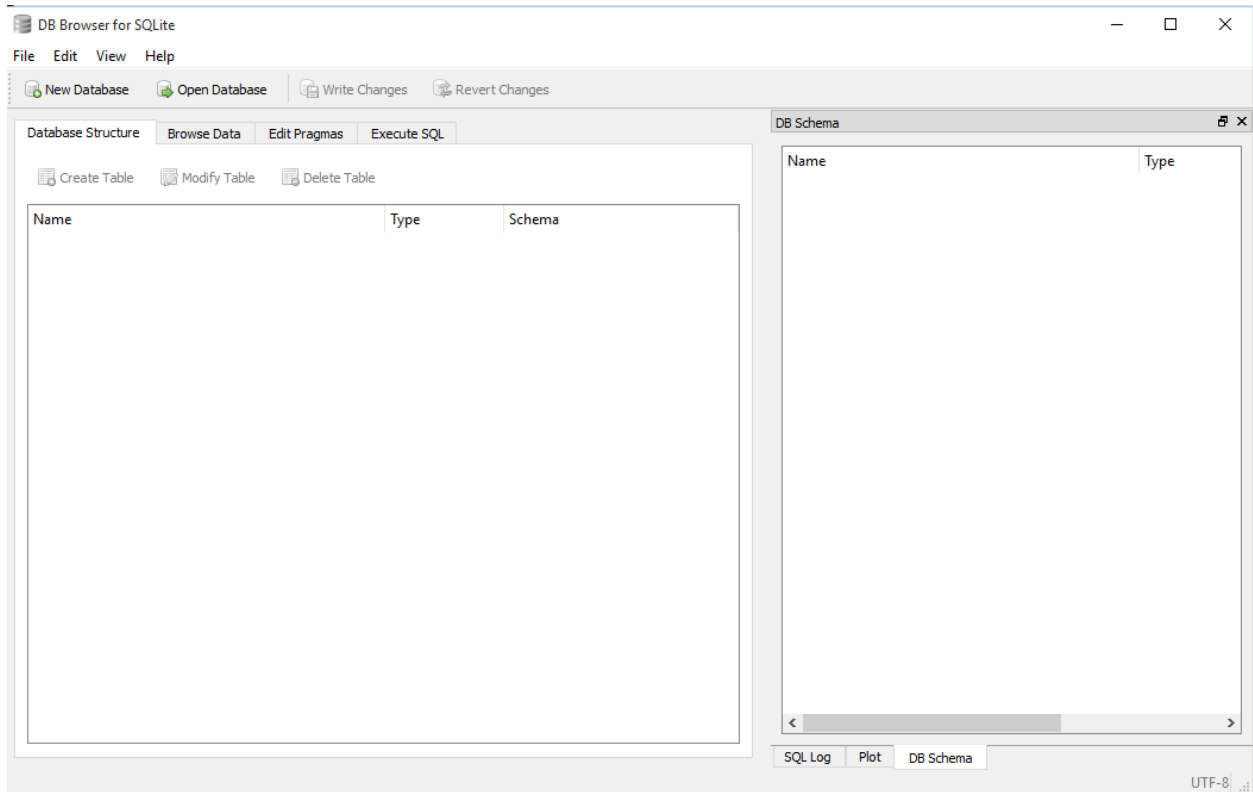 DB Browser for SQLite
File Edit View Help
New Database Open Database Write Changes Revert Changes
Database Structure Browse Data Edit Pragmas Execute SQL
Create Table Modify Table Delete Table
Name Type Schema
DB Schema
Name Type
SQL Log Plot DB Schema
UTF-8